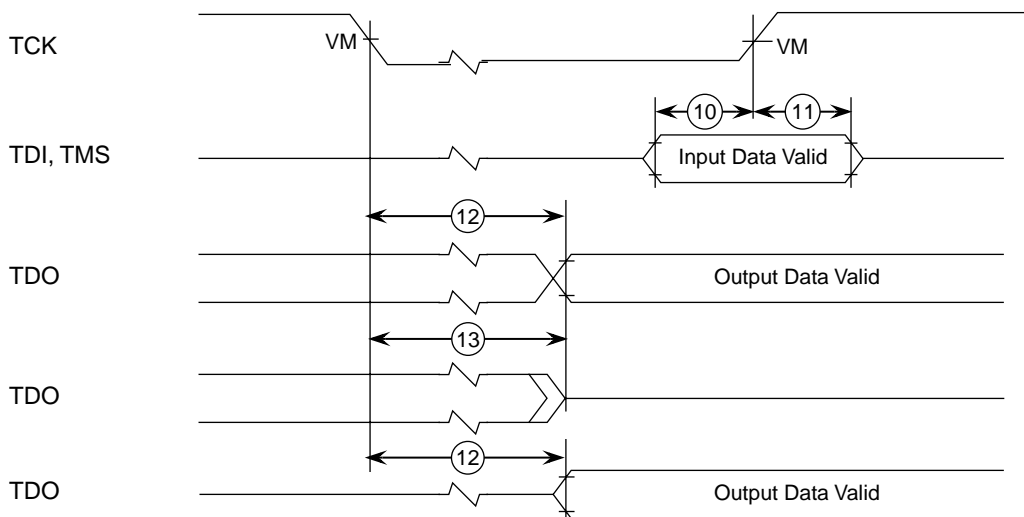 TCK
VM
VM
10
11
TDI, TMS
Input Data Valid
12
TDO
Output Data Valid
13
TDO
12
TDO
Output Data Valid